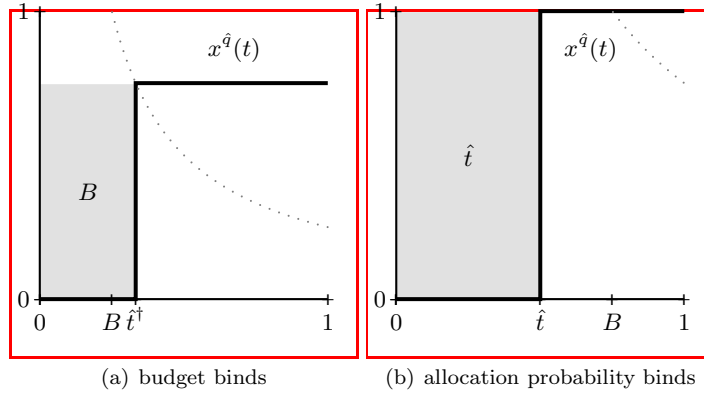 1
x^q̂(t)
B
0
0
B
t̂†
1
(a) budget binds
1
x^q̂(t)
t̂
0
0
t̂
B
1
(b) allocation probability binds